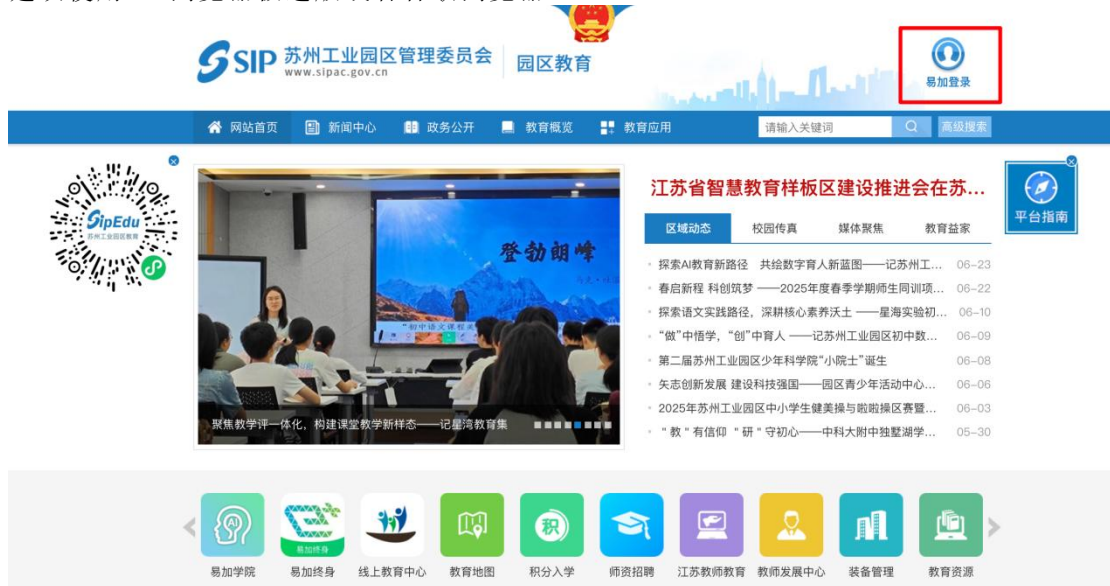 SIP 苏州工业园区管理委员会
www.sipac.gov.cn
园区教育
易加登录
网站首页 新闻中心 政务公开 教育概览 教育应用 请输入关键词 高级搜索
SipEdu
苏州工业园区教育
登勃朗峰
聚焦教学评一体化，构建课堂教学新样态——记星湾教育集
江苏省智慧教育样板区建设推进会在苏...
区域动态 校园传真 媒体聚焦 教育益家
探索AI教育新路径 共绘数字育人新蓝图——记苏州工... 06-23
春启新程 科创筑梦 ——2025年度春季学期师生同训项... 06-22
探索语文实践路径，深耕核心素养沃土 ——星海实验初... 06-10
“做”中悟学，“创”中育人 ——记苏州工业园区初中数... 06-09
第二届苏州工业园区少年科学院“小院士”诞生 06-08
矢志创新发展 建设科技强国——园区青少年活动中心... 06-06
2025年苏州工业园区中小学生健美操与啦啦操区赛暨... 06-03
“ 教 ” 有信仰 “ 研 ” 守初心——中科大附中独墅湖学... 05-30
平台指南
AI 易加终身 积
易加学院 易加终身 线上教育中心 教育地图 积分入学 师资招聘 江苏教师教育 教师发展中心 装备管理 教育资源